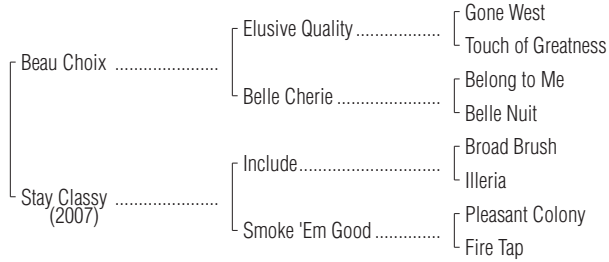 Gone West
Elusive Quality ..................
Touch of Greatness
Beau Choix ......................
Belong to Me
Belle Cherie ......................
Belle Nuit
Broad Brush
Include..............................
Illeria
Stay Classy ......................
(2007)
Pleasant Colony
Smoke 'Em Good ...............
Fire Tap